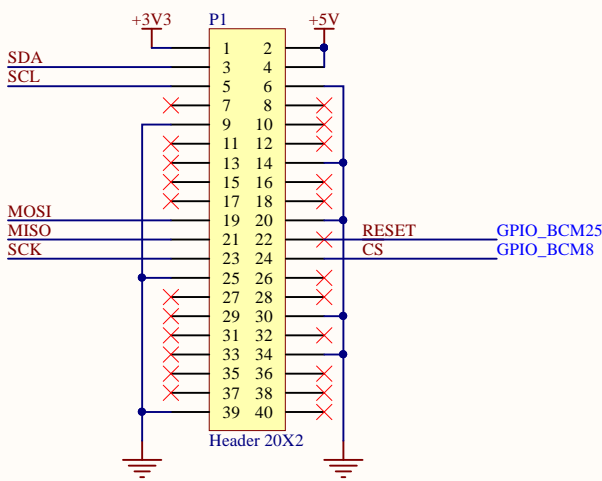 +3V3 P1 +5V
1 2
SDA 3 4
SCL 5 6
7 8
9 10
11 12
13 14
15 16
17 18
MOSI 19 20
MISO 21 22 RESET GPIO_BCM25
SCK 23 24 CS GPIO_BCM8
25 26
27 28
29 30
31 32
33 34
35 36
37 38
39 40
Header 20X2